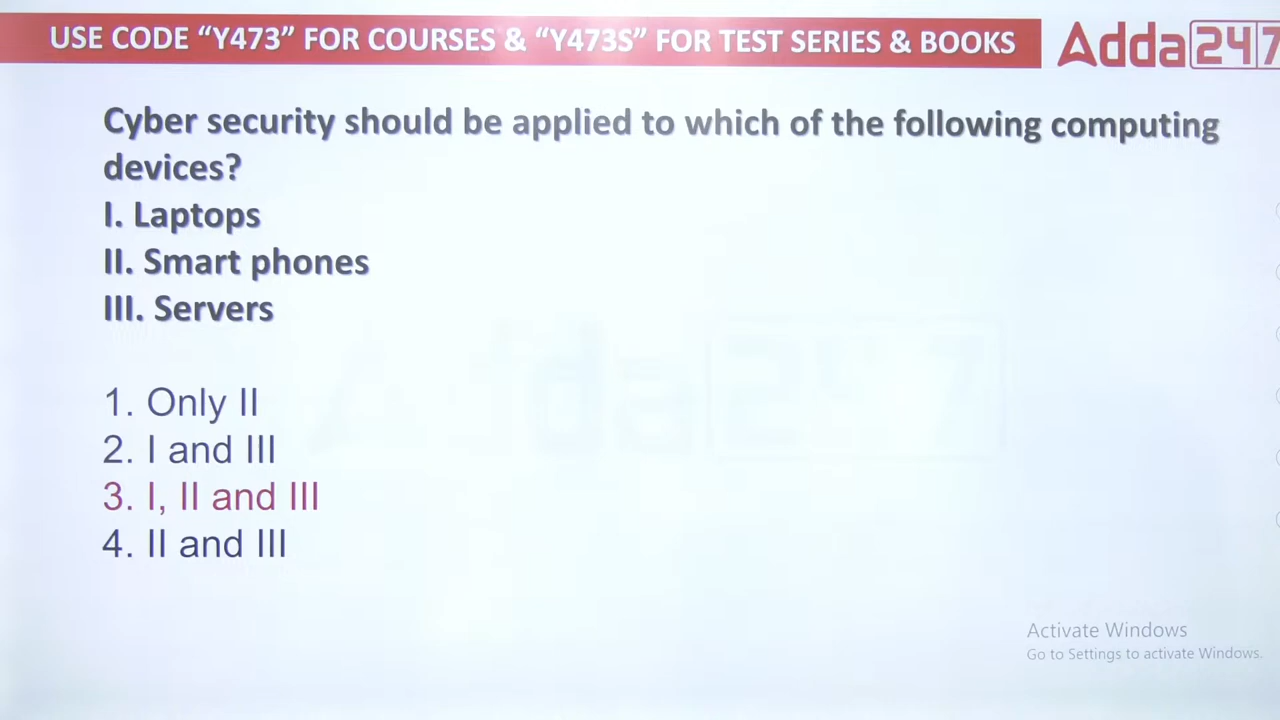 USE CODE “Y473” FOR COURSES & “Y473S” FOR TEST SERIES & BOOKS
Adda247
Cyber security should be applied to which of the following computing
devices?
I. Laptops
II. Smart phones
III. Servers
Adda247
1. Only II
2. I and III
3. I, II and III
4. II and III
Activate Windows
Go to Settings to activate Windows.